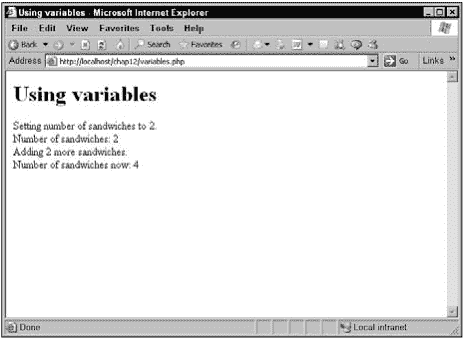 Using variables - Microsoft Internet Explorer
File Edit View Favorites Tools Help
Back Search Favorites
Address http://localhost/chap12/variables.php Go Links »
Using variables
Setting number of sandwiches to 2.
Number of sandwiches: 2
Adding 2 more sandwiches.
Number of sandwiches now: 4
Done Local intranet